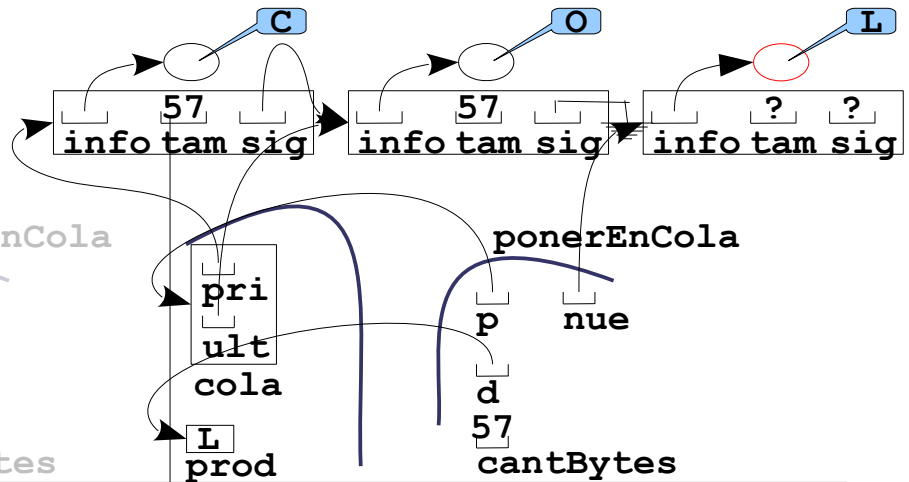 C O L
57 57 ? ?
info tam sig info tam sig info tam sig
nCola ponerEnCola
pri
p nue
ult
cola
d
57
L
prod cantBytes
tes